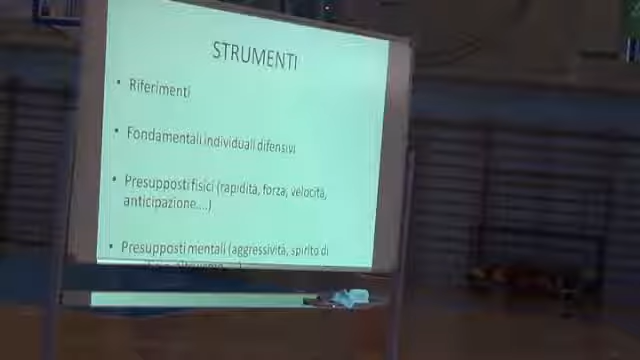 STRUMENTI
• Riferimenti
• Fondamentali individuali difensivi
• Presupposti fisici (rapidità, forza, velocità,
anticipazione....)
• Presupposti mentali (aggressività, spirito di